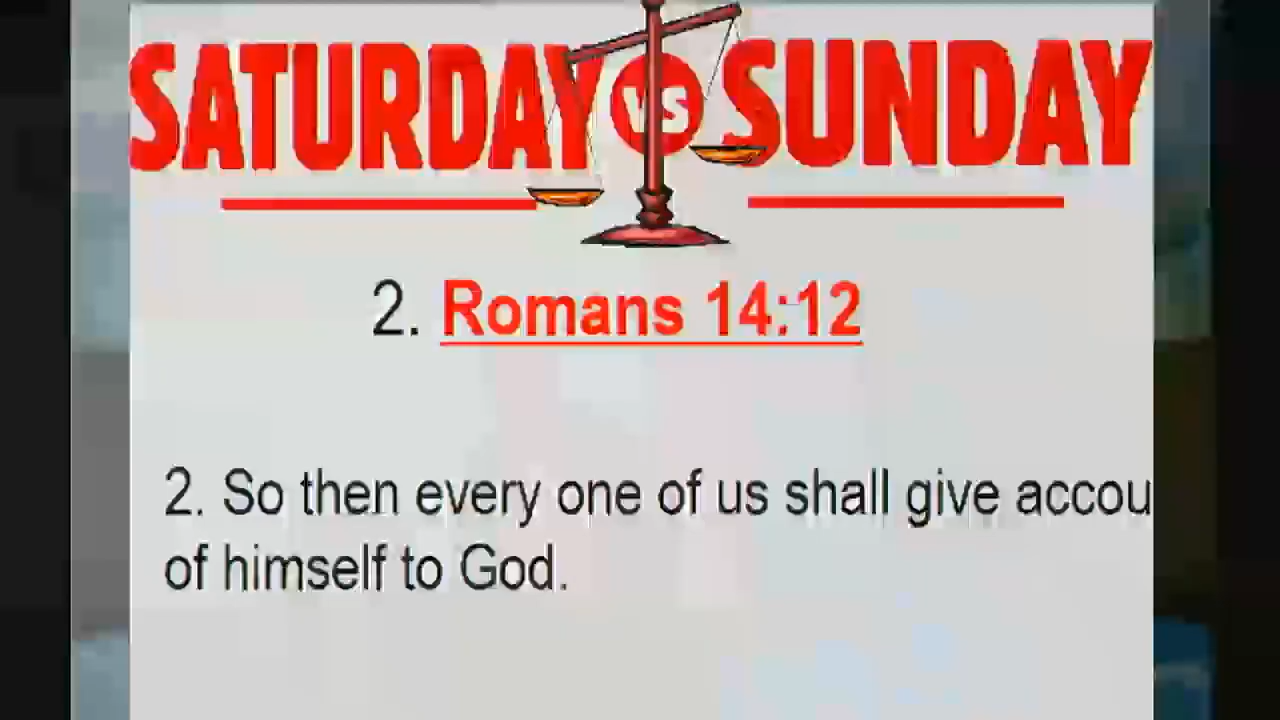 SATURDAY VS SUNDAY
2. Romans 14:12
2. So then every one of us shall give accou
of himself to God.